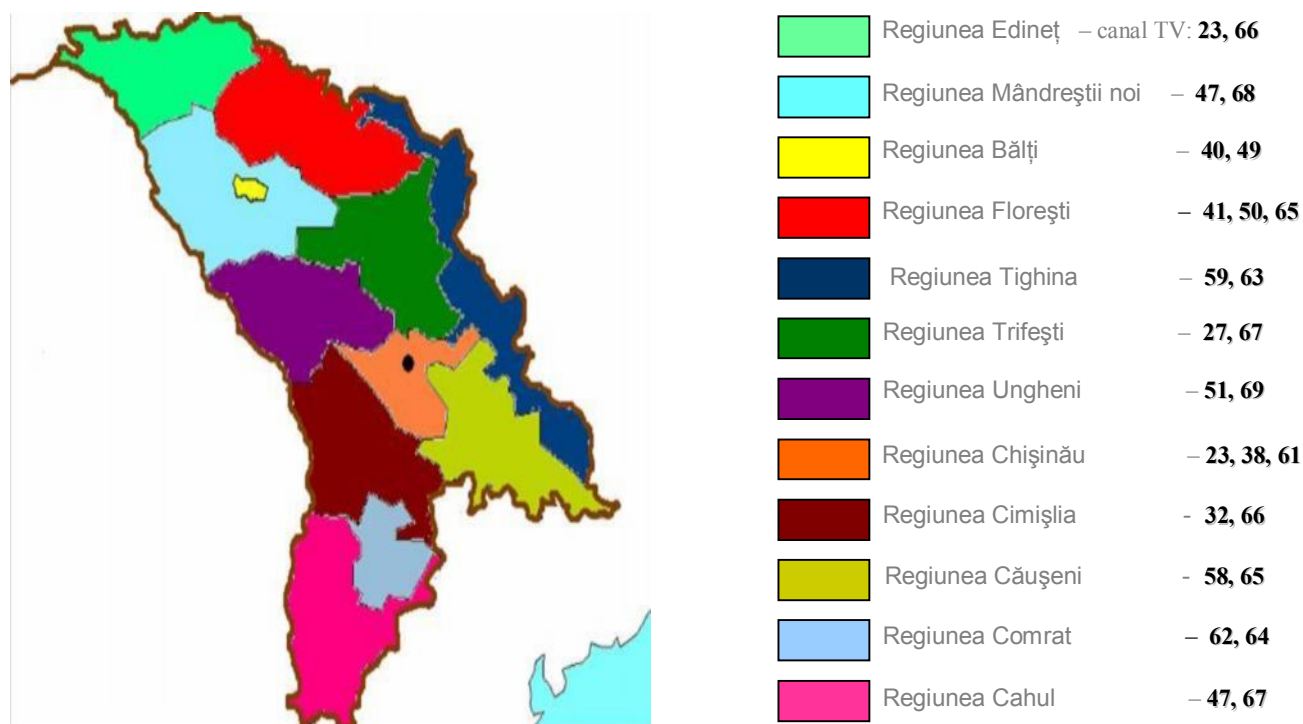 Regiunea Edineț – canal TV: 23, 66
Regiunea Mândreştii noi – 47, 68
Regiunea Bălți – 40, 49
Regiunea Floreşti – 41, 50, 65
Regiunea Tighina – 59, 63
Regiunea Trifeşti – 27, 67
Regiunea Ungheni – 51, 69
Regiunea Chişinău – 23, 38, 61
Regiunea Cimişlia - 32, 66
Regiunea Căuşeni - 58, 65
Regiunea Comrat – 62, 64
Regiunea Cahul – 47, 67